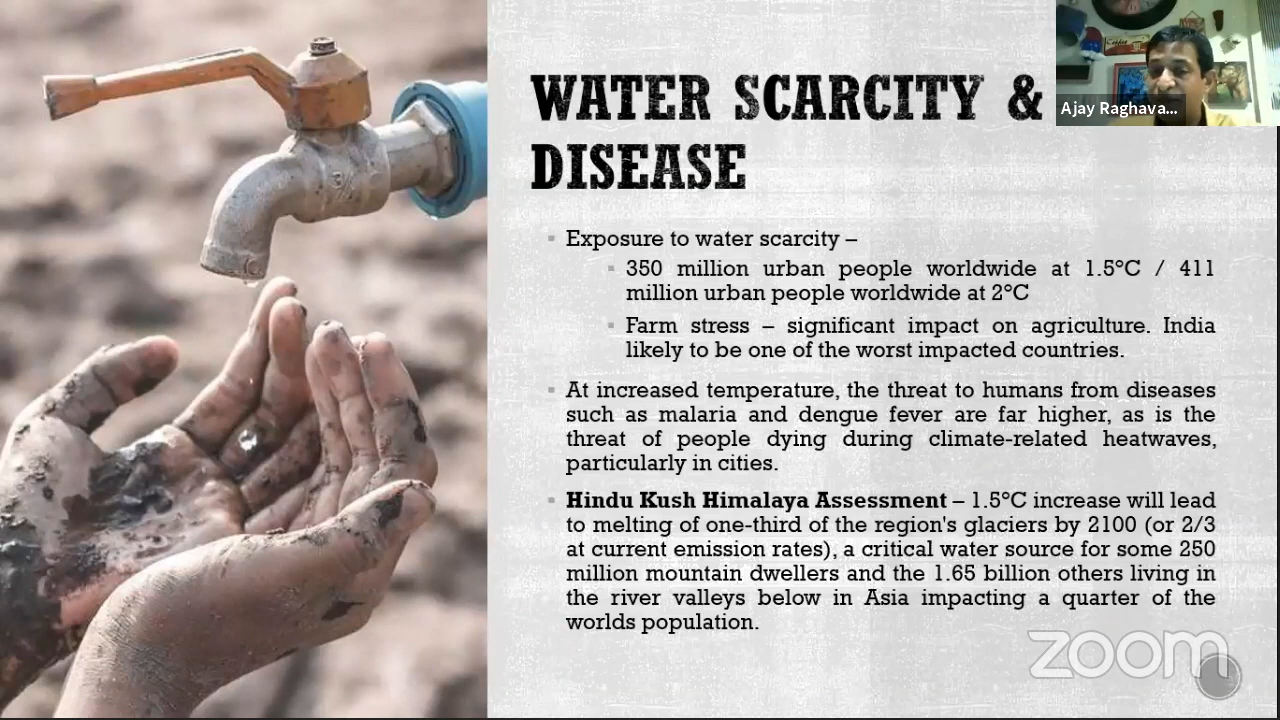 WATER SCARCITY &
DISEASE
Ajay Raghava...
Exposure to water scarcity –
350 million urban people worldwide at 1.5°C / 411
million urban people worldwide at 2°C
Farm stress – significant impact on agriculture. India
likely to be one of the worst impacted countries.
At increased temperature, the threat to humans from diseases
such as malaria and dengue fever are far higher, as is the
threat of people dying during climate-related heatwaves,
particularly in cities.
Hindu Kush Himalaya Assessment – 1.5°C increase will lead
to melting of one-third of the region's glaciers by 2100 (or 2/3
at current emission rates), a critical water source for some 250
million mountain dwellers and the 1.65 billion others living in
the river valleys below in Asia impacting a quarter of the
worlds population.
zoom